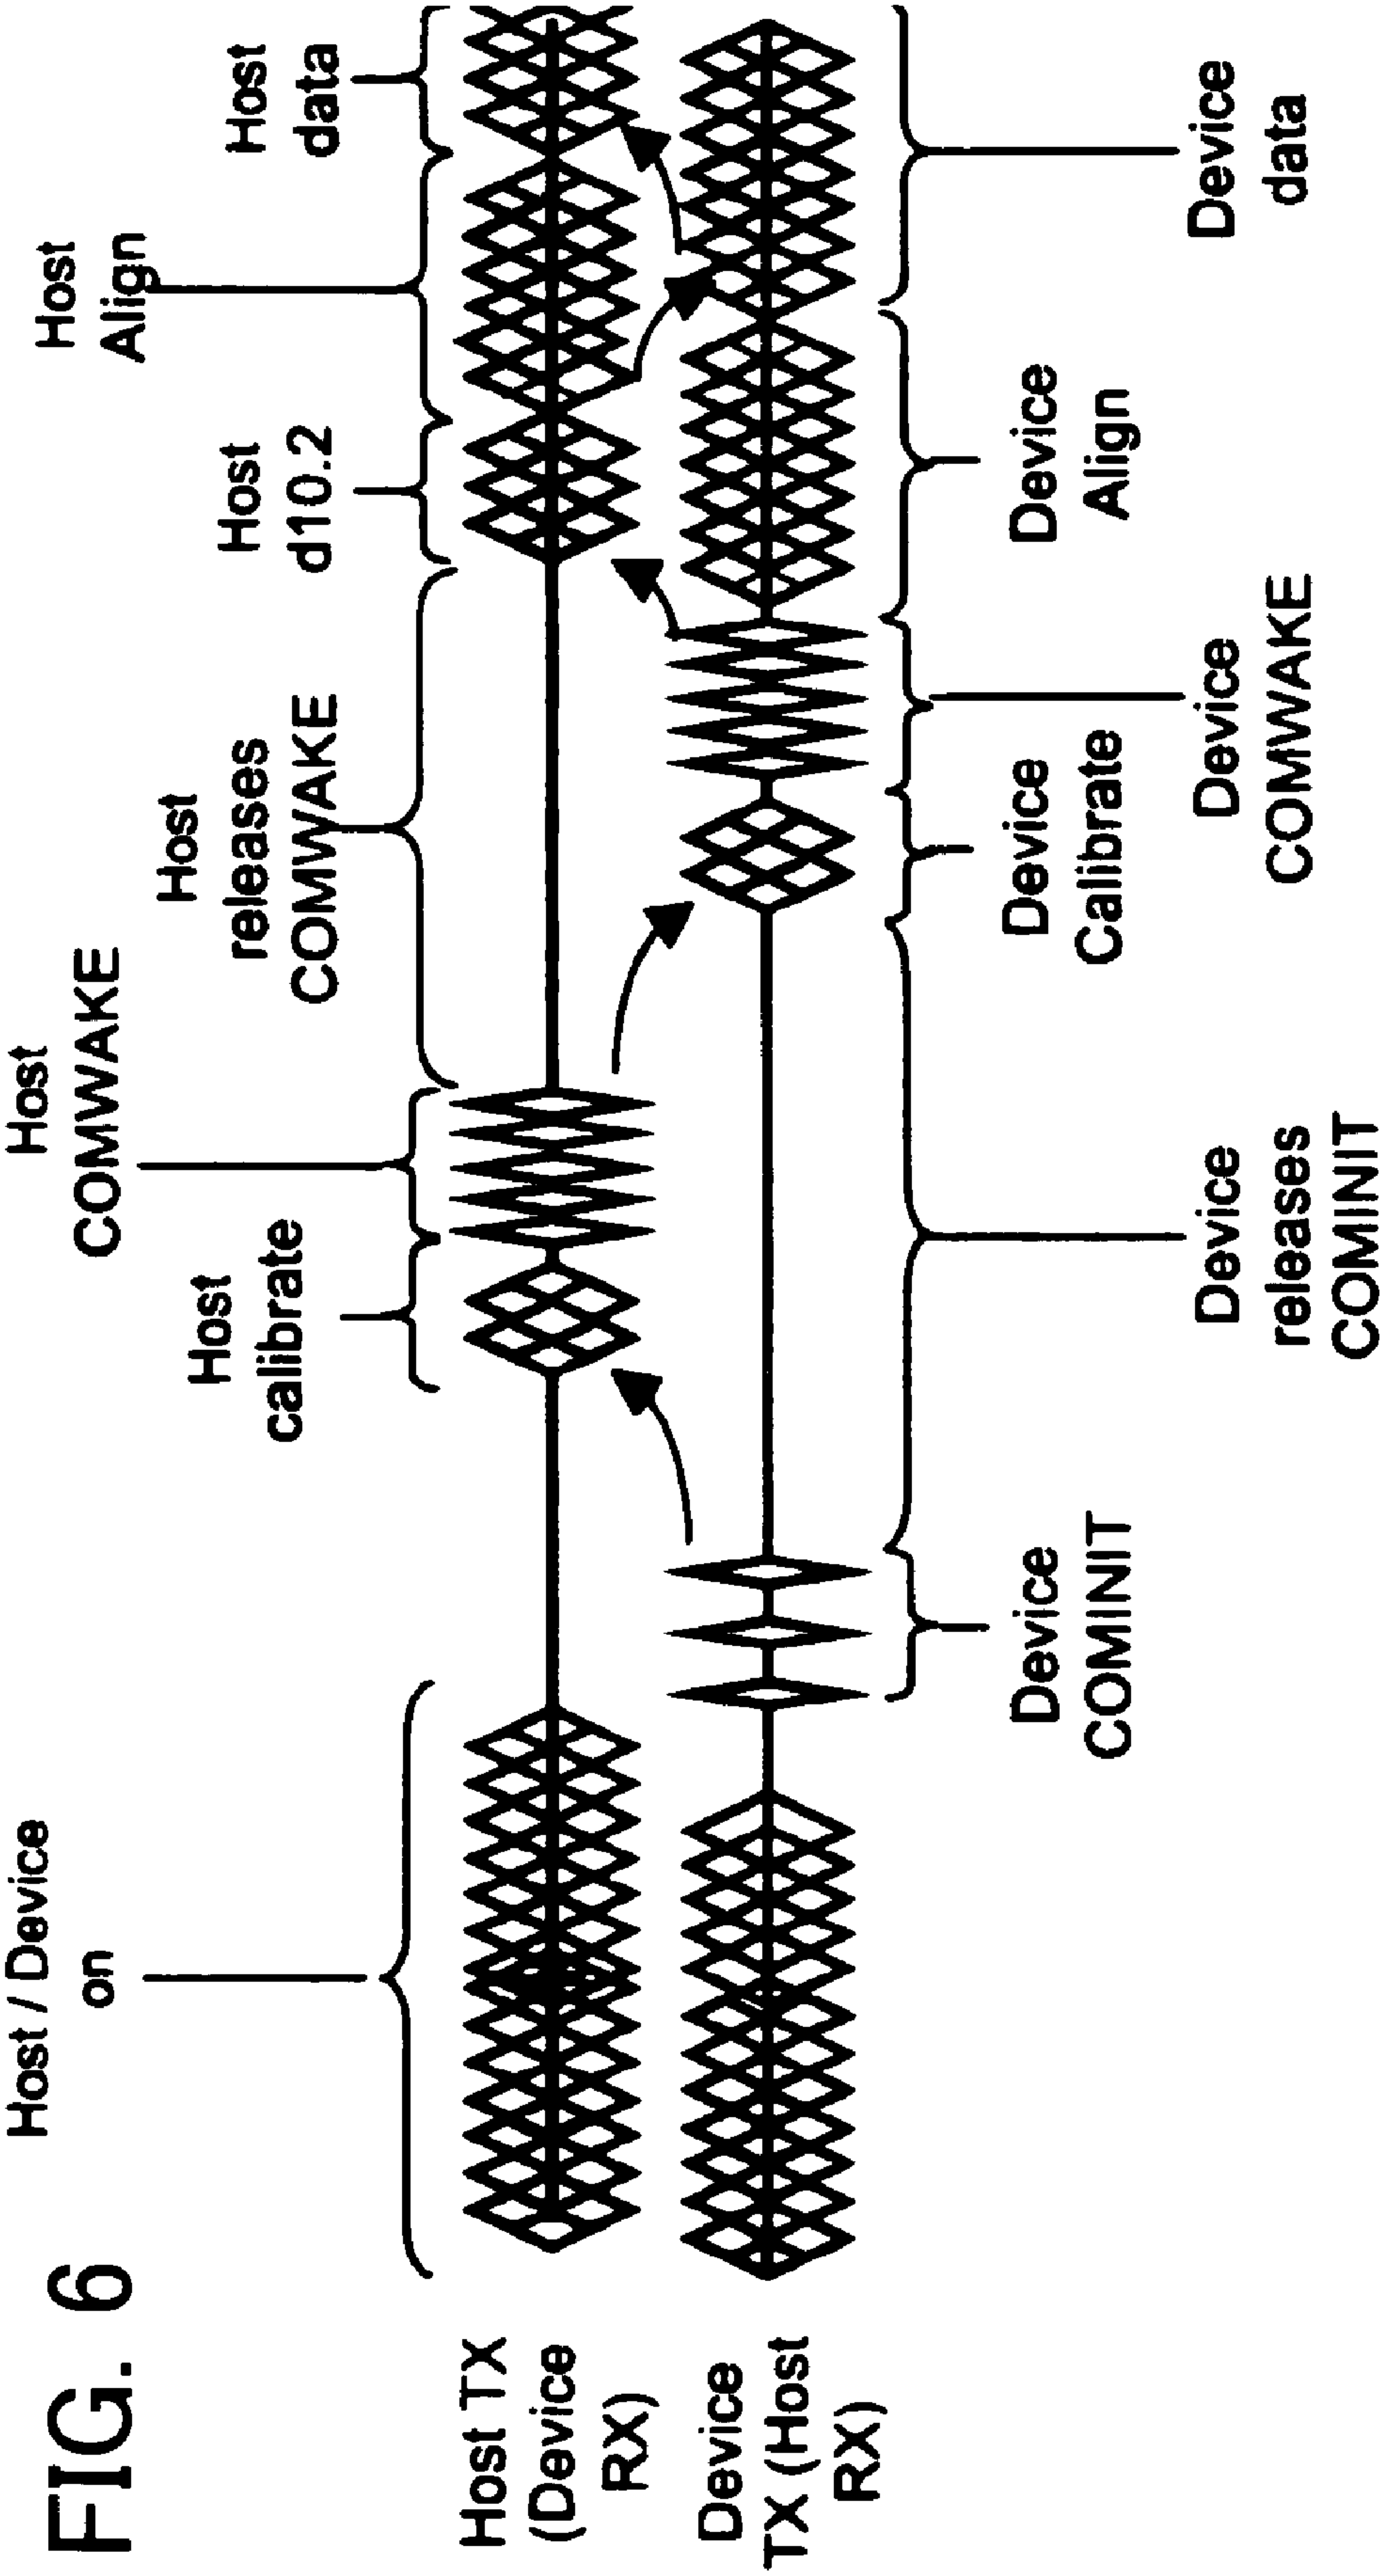 FIG. 6
Host / Device
on
Host
calibrate
Host
COMWAKE
Host
releases
COMWAKE
Host
d10.2
Host
Align
Host
data
Host TX
(Device
RX)
Device
TX (Host
RX)
Device
COMINIT
Device
releases
COMINIT
Device
Calibrate
Device
COMWAKE
Device
Align
Device
data